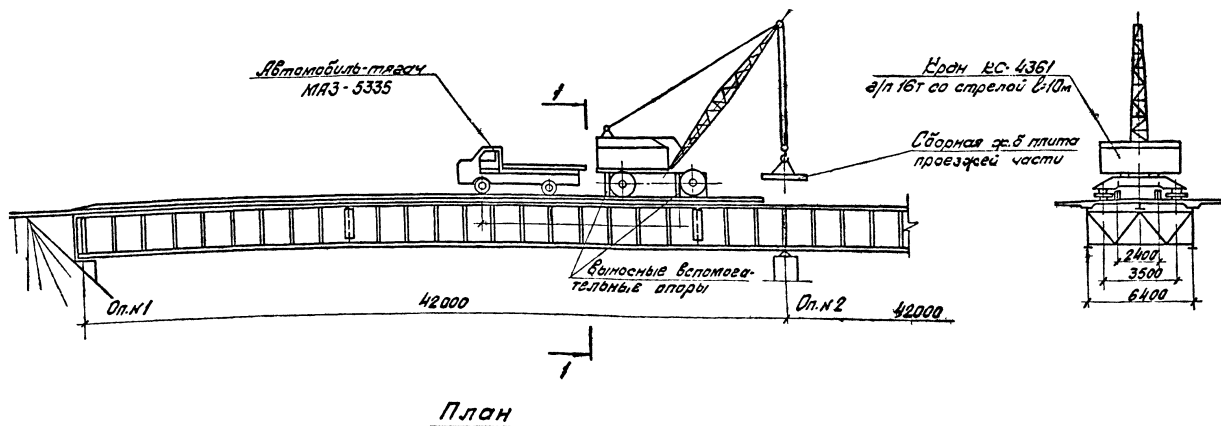 Автомобиль-тягач
МАЗ-5335
1
Кран КС-4361
г/п 16т со стрелой l=10м
Сборная ж.б плита
проезжей части
Выносные вспомога-
тельные опоры
Оп.№1
42000
Оп.№2
42000
1
2400
3500
6400
План